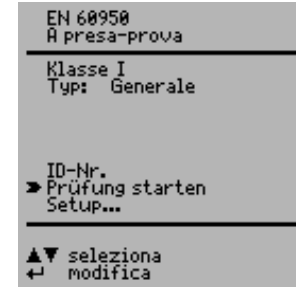 EN 60950
A presa-prova
Klasse I
Typ: Generale
ID-Nr.
Prüfung starten
Setup...
▲▼ seleziona
↵ modifica